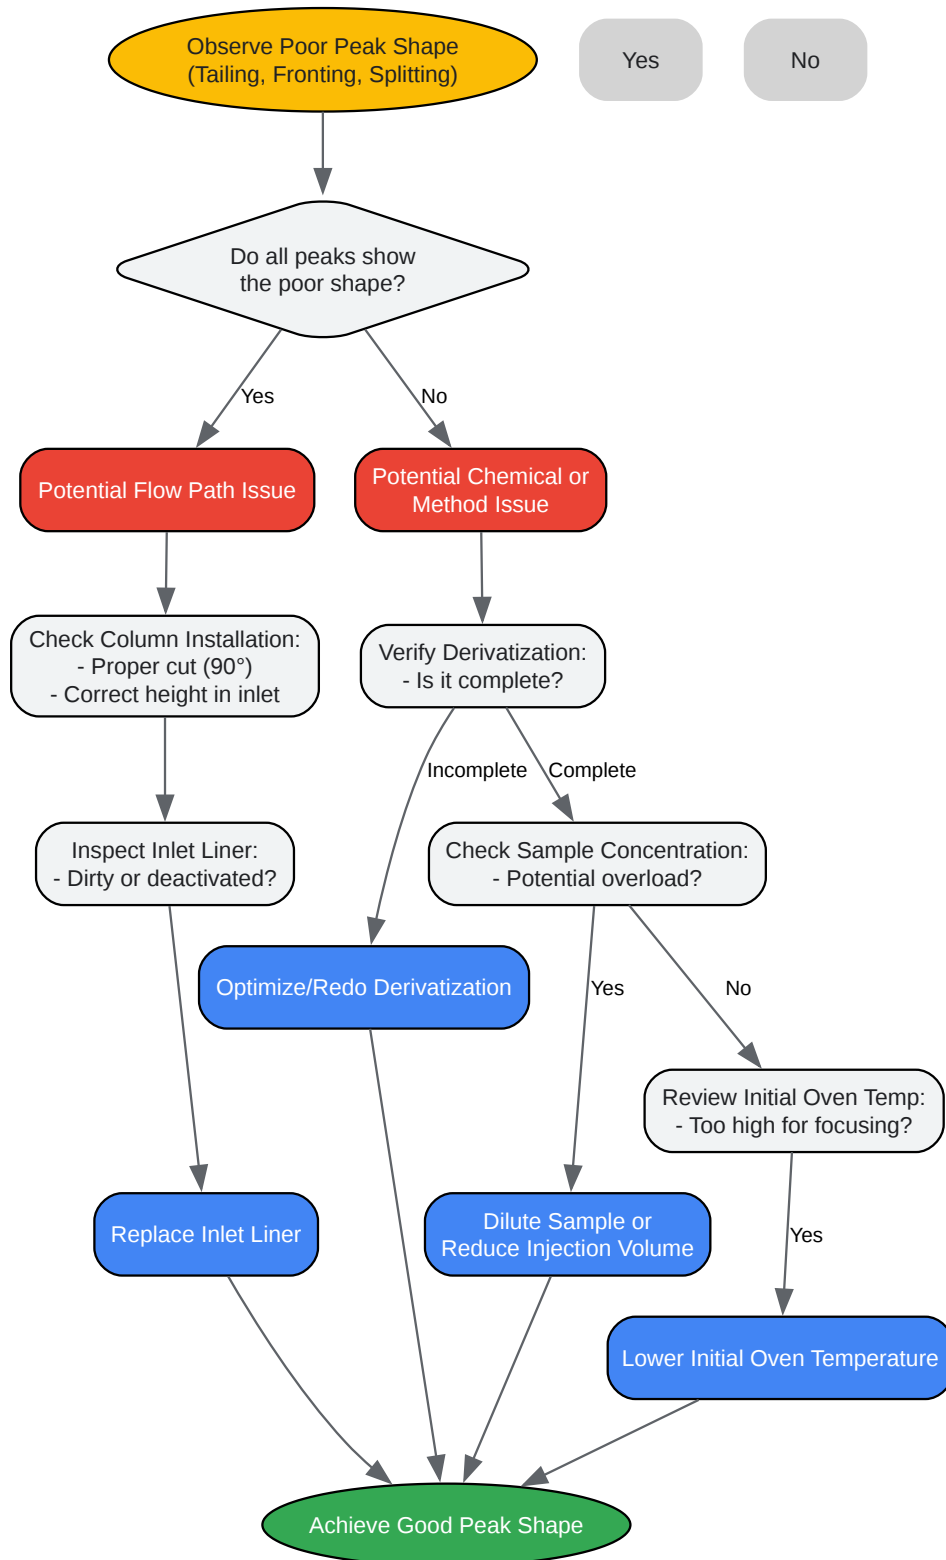 Observe Poor Peak Shape
(Tailing, Fronting, Splitting)
Yes
No
Do all peaks show
the poor shape?
Yes
No
Potential Flow Path Issue
Potential Chemical or
Method Issue
Check Column Installation:
- Proper cut (90°)
- Correct height in inlet
Verify Derivatization:
- Is it complete?
Incomplete
Complete
Inspect Inlet Liner:
- Dirty or deactivated?
Check Sample Concentration:
- Potential overload?
Optimize/Redo Derivatization
Yes
No
Review Initial Oven Temp:
- Too high for focusing?
Replace Inlet Liner
Dilute Sample or
Reduce Injection Volume
Yes
Lower Initial Oven Temperature
Achieve Good Peak Shape